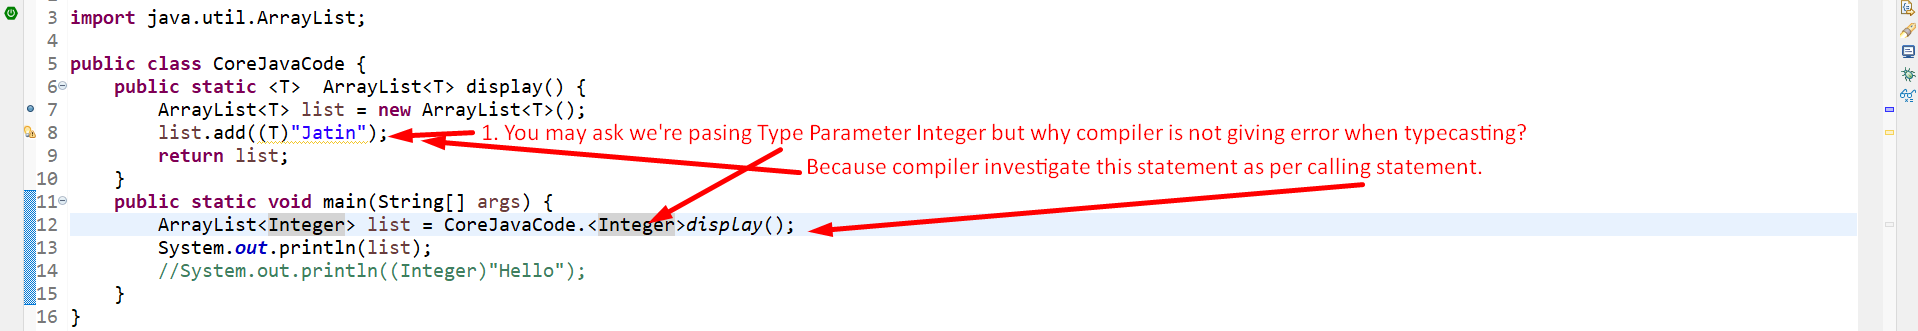 3 import java.util.ArrayList;
4
5 public class CoreJavaCode {
6 public static <T>  ArrayList<T> display() {
7 ArrayList<T> list = new ArrayList<T>();
8 list.add((T)"Jatin"); 1. You may ask we're pasing Type Parameter Integer but why compiler is not giving error when typecasting?
9 return list; Because compiler investigate this statement as per calling statement.
10 }
11 public static void main(String[] args) {
12 ArrayList<Integer> list = CoreJavaCode.<Integer>display();
13 System.out.println(list);
14 //System.out.println((Integer)"Hello");
15 }
16 }